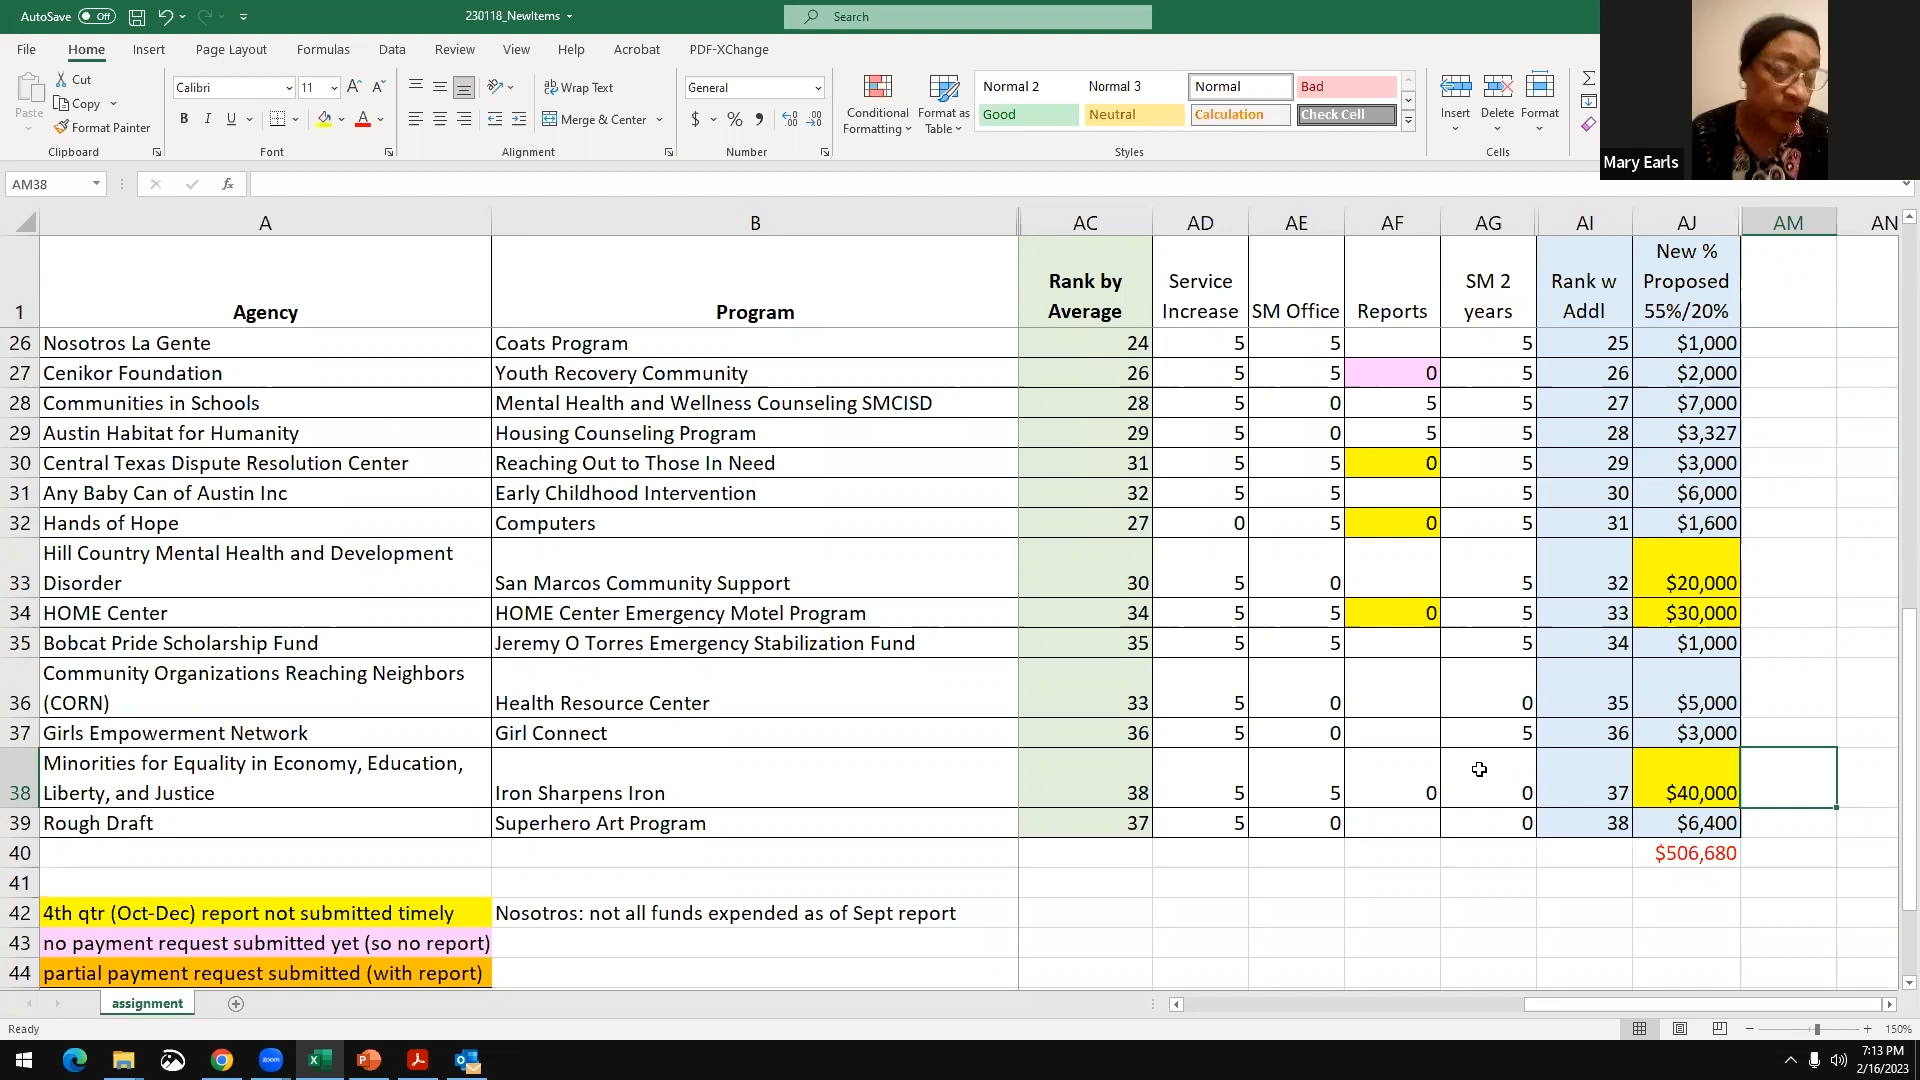 AutoSave Off 230118_NewItems Search
File Home Insert Page Layout Formulas Data Review View Help Acrobat PDF-XChange
Paste Cut Copy Format Painter Clipboard
Calibri 11 A A B I U A Font
Wrap Text Merge & Center Alignment
General $ % Number
Conditional Formatting Format as Table
Normal 2 Normal 3 Normal Bad
Good Neutral Calculation Check Cell
Styles
Insert Delete Format
Cells
Mary Earls
AM38 fx
A B AC AD AE AF AG AI AJ AM AN
1 Agency Program Rank by Average Service Increase SM Office Reports SM 2 years Rank w Addl New % Proposed 55%/20%
26 Nosotros La Gente Coats Program 24 5 5 5 25 $1,000
27 Cenikor Foundation Youth Recovery Community 26 5 5 0 5 26 $2,000
28 Communities in Schools Mental Health and Wellness Counseling SMCISD 28 5 0 5 5 27 $7,000
29 Austin Habitat for Humanity Housing Counseling Program 29 5 0 5 5 28 $3,327
30 Central Texas Dispute Resolution Center Reaching Out to Those In Need 31 5 5 0 5 29 $3,000
31 Any Baby Can of Austin Inc Early Childhood Intervention 32 5 5 5 30 $6,000
32 Hands of Hope Computers 27 0 5 0 5 31 $1,600
33 Hill Country Mental Health and Development Disorder San Marcos Community Support 30 5 0 5 32 $20,000
34 HOME Center HOME Center Emergency Motel Program 34 5 5 0 5 33 $30,000
35 Bobcat Pride Scholarship Fund Jeremy O Torres Emergency Stabilization Fund 35 5 5 5 34 $1,000
36 Community Organizations Reaching Neighbors (CORN) Health Resource Center 33 5 0 0 35 $5,000
37 Girls Empowerment Network Girl Connect 36 5 0 5 36 $3,000
38 Minorities for Equality in Economy, Education, Liberty, and Justice Iron Sharpens Iron 38 5 5 0 0 37 $40,000
39 Rough Draft Superhero Art Program 37 5 0 0 38 $6,400
40 $506,680
41
42 4th qtr (Oct-Dec) report not submitted timely Nosotros: not all funds expended as of Sept report
43 no payment request submitted yet (so no report)
44 partial payment request submitted (with report)
assignment
Ready 150%
zoom
7:13 PM
2/16/2023